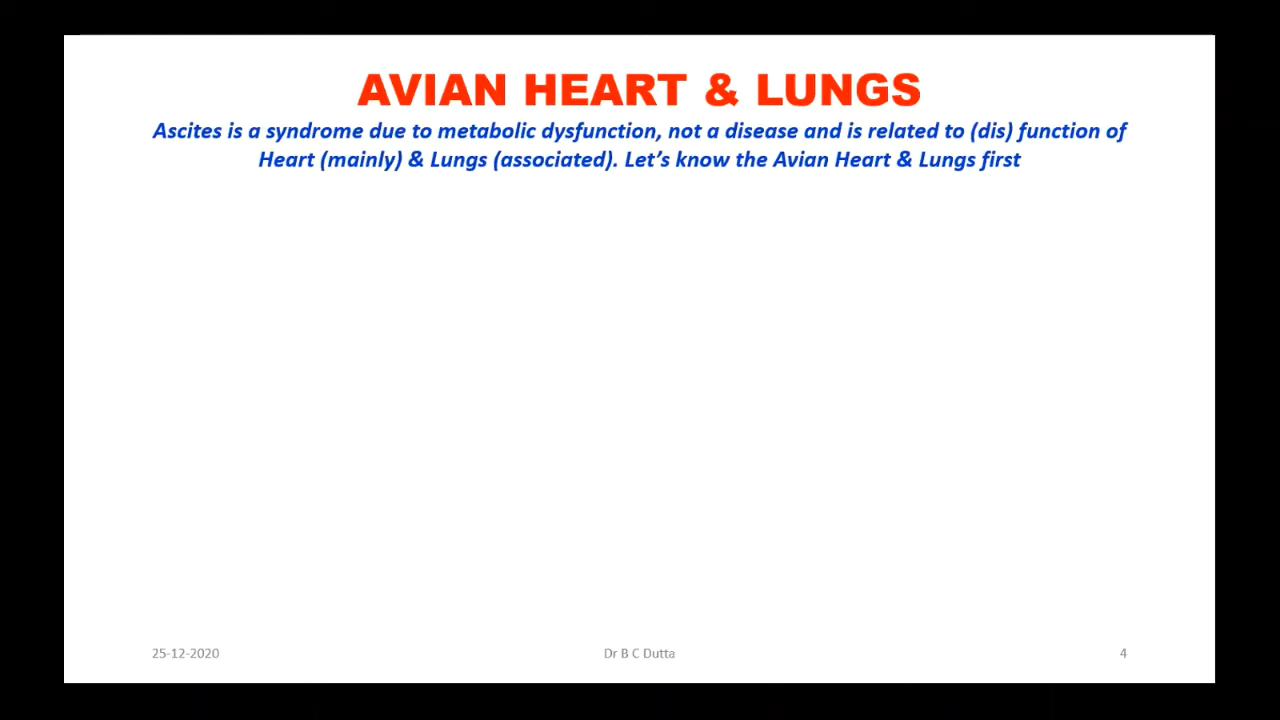 AVIAN HEART & LUNGS
Ascites is a syndrome due to metabolic dysfunction, not a disease and is related to (dis) function of
Heart (mainly) & Lungs (associated). Let’s know the Avian Heart & Lungs first
25-12-2020
Dr B C Dutta
4